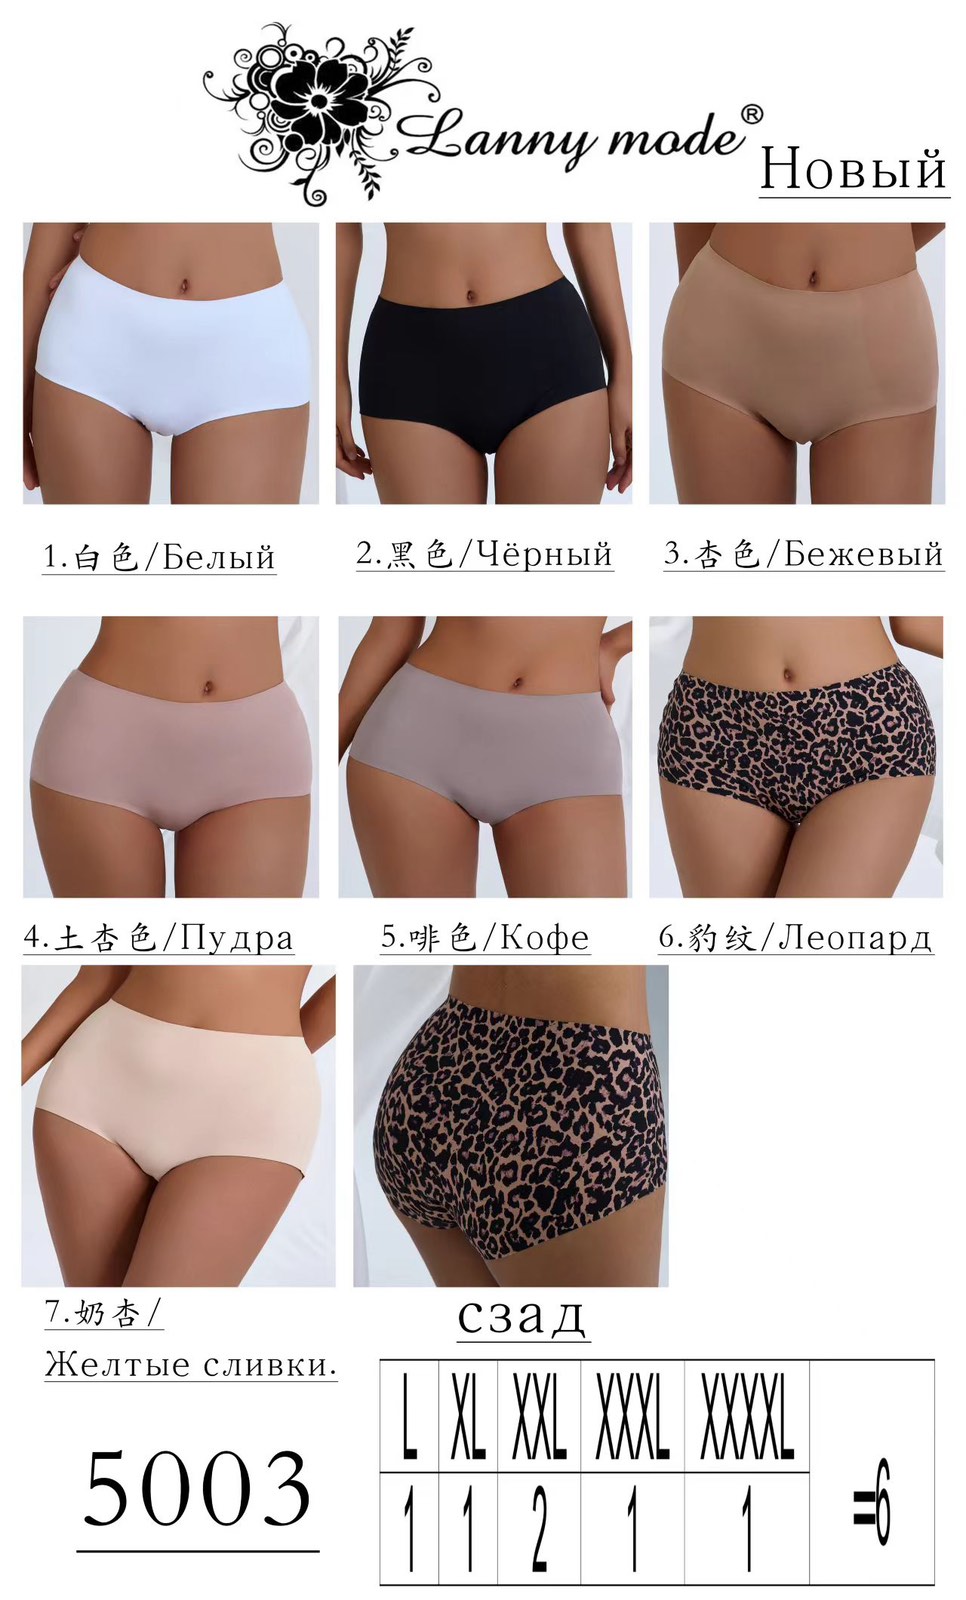 Lanny mode®
Новый
1.白色/Белый
2.黑色/Чёрный
3.杏色/Бежевый
4.土杏色/Пудра
5.啡色/Кофе
6.豹纹/Леопард
7.奶杏/
Желтые сливки.
сзад
5003
L XL XXL XXXL XXXXL
1 1 2 1 1 =6